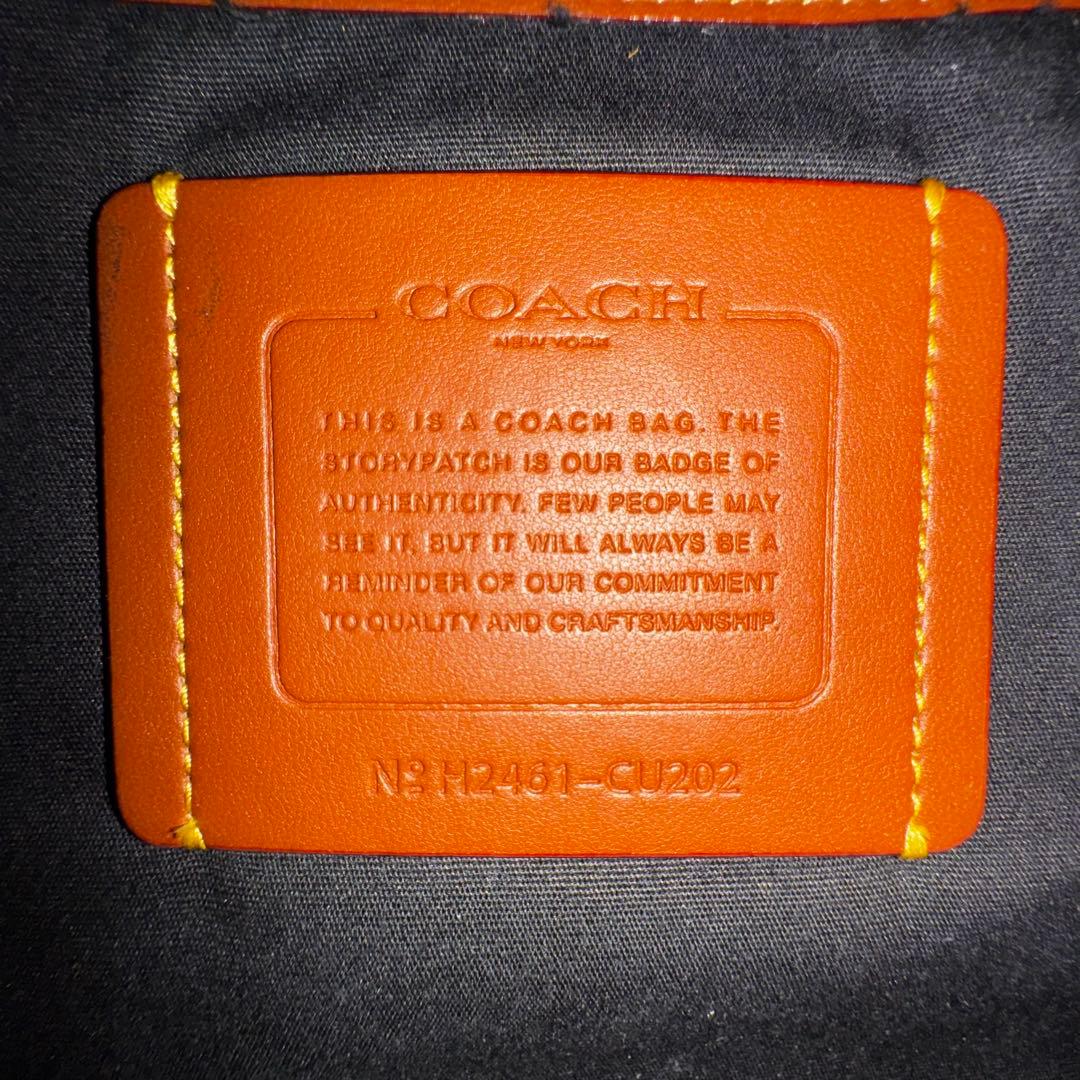 COACH
NEW YORK
THIS IS A COACH BAG. THE
STORYPATCH IS OUR BADGE OF
AUTHENTICITY. FEW PEOPLE MAY
SEE IT, BUT IT WILL ALWAYS BE A
REMINDER OF OUR COMMITMENT
TO QUALITY AND CRAFTSMANSHIP.
Nº H2461-CU202